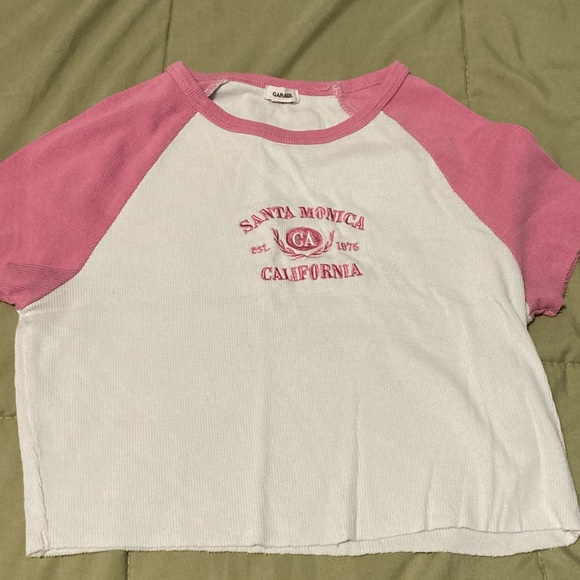 GARAGE
SANTA MONICA
est. CA 1976
CALIFORNIA